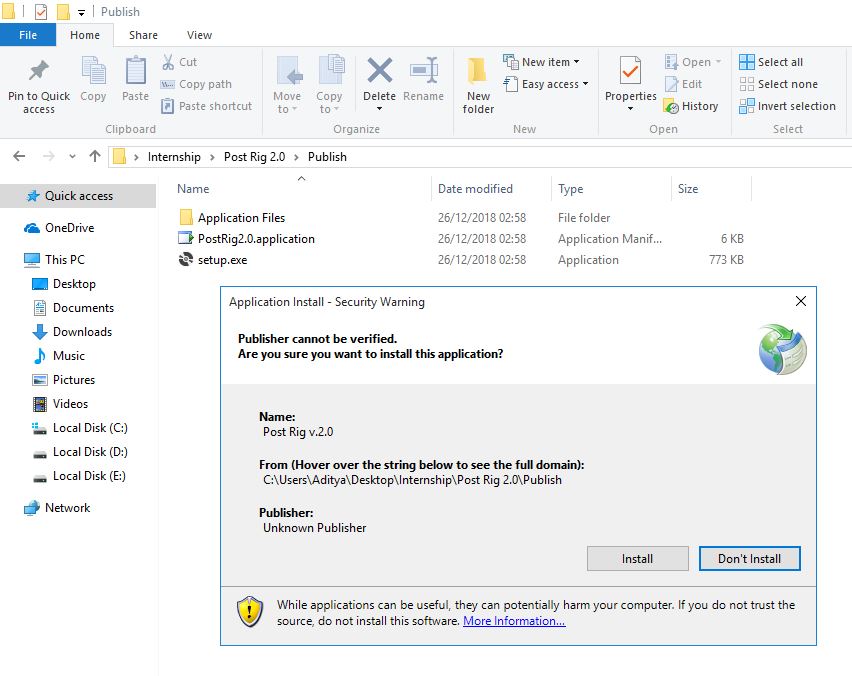 Publish
File Home Share View
Pin to Quick access
Copy
Paste
Cut
Copy path
Paste shortcut
Clipboard
Move to
Copy to
Delete
Rename
Organize
New folder
New item
Easy access
New
Properties
Open
Edit
History
Open
Select all
Select none
Invert selection
Select
Internship > Post Rig 2.0 > Publish
Quick access
OneDrive
This PC
Desktop
Documents
Downloads
Music
Pictures
Videos
Local Disk (C:)
Local Disk (D:)
Local Disk (E:)
Network
Name Date modified Type Size
Application Files 26/12/2018 02:58 File folder
PostRig2.0.application 26/12/2018 02:58 Application Manif... 6 KB
setup.exe 26/12/2018 02:58 Application 773 KB
Application Install - Security Warning
Publisher cannot be verified.
Are you sure you want to install this application?
Name:
Post Rig v.2.0
From (Hover over the string below to see the full domain):
C:\Users\Aditya\Desktop\Internship\Post Rig 2.0\Publish
Publisher:
Unknown Publisher
Install Don't Install
While applications can be useful, they can potentially harm your computer. If you do not trust the
source, do not install this software. More Information...